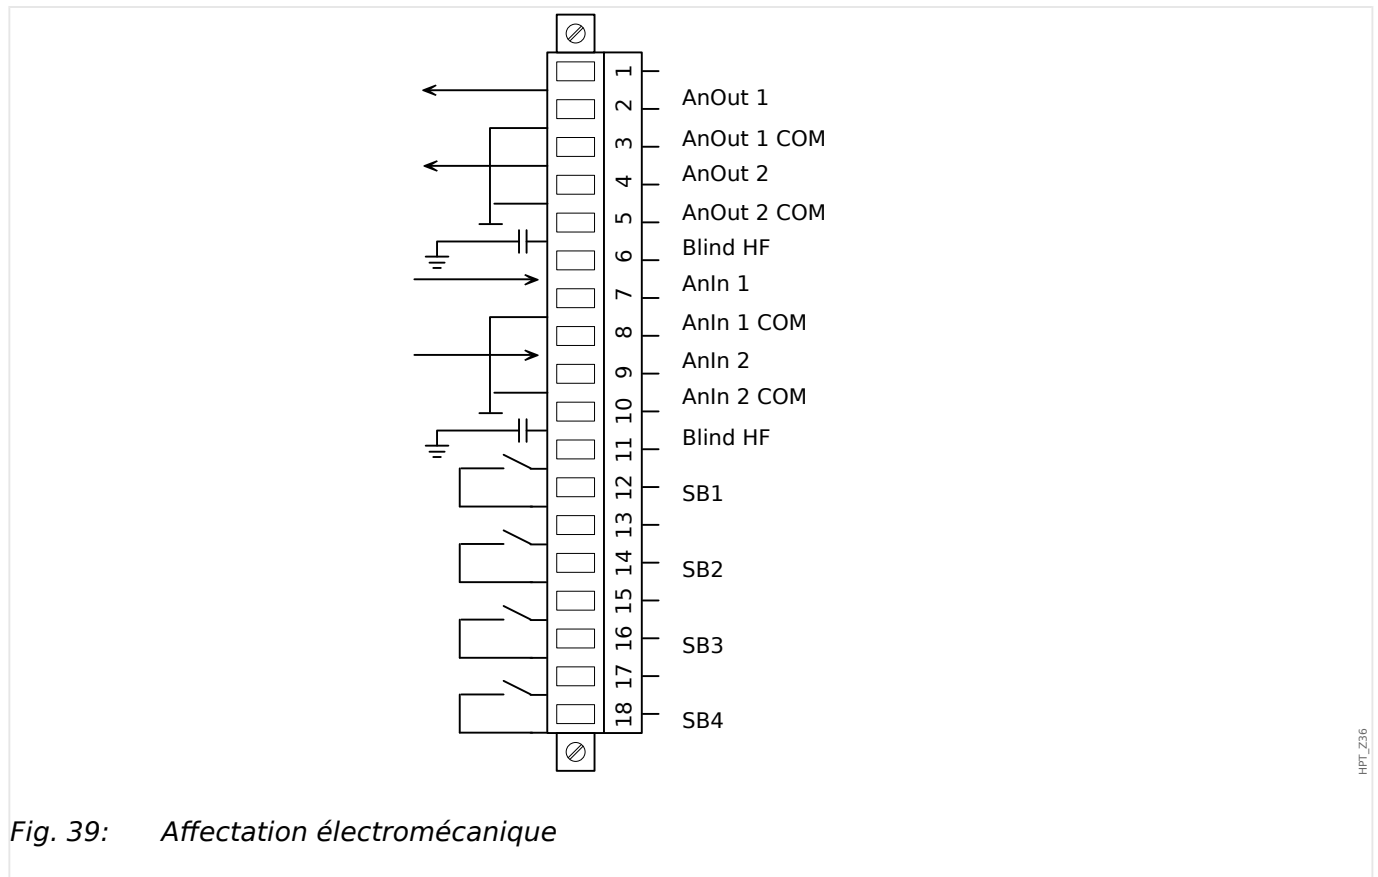 1
AnOut 1
2
AnOut 1 COM
3
AnOut 2
4
AnOut 2 COM
5
Blind HF
6
AnIn 1
7
AnIn 1 COM
8
AnIn 2
9
AnIn 2 COM
10
Blind HF
11
12
SB1
13
14
SB2
15
16
SB3
17
18
SB4
HPT_Z36
Fig. 39: Affectation électromécanique